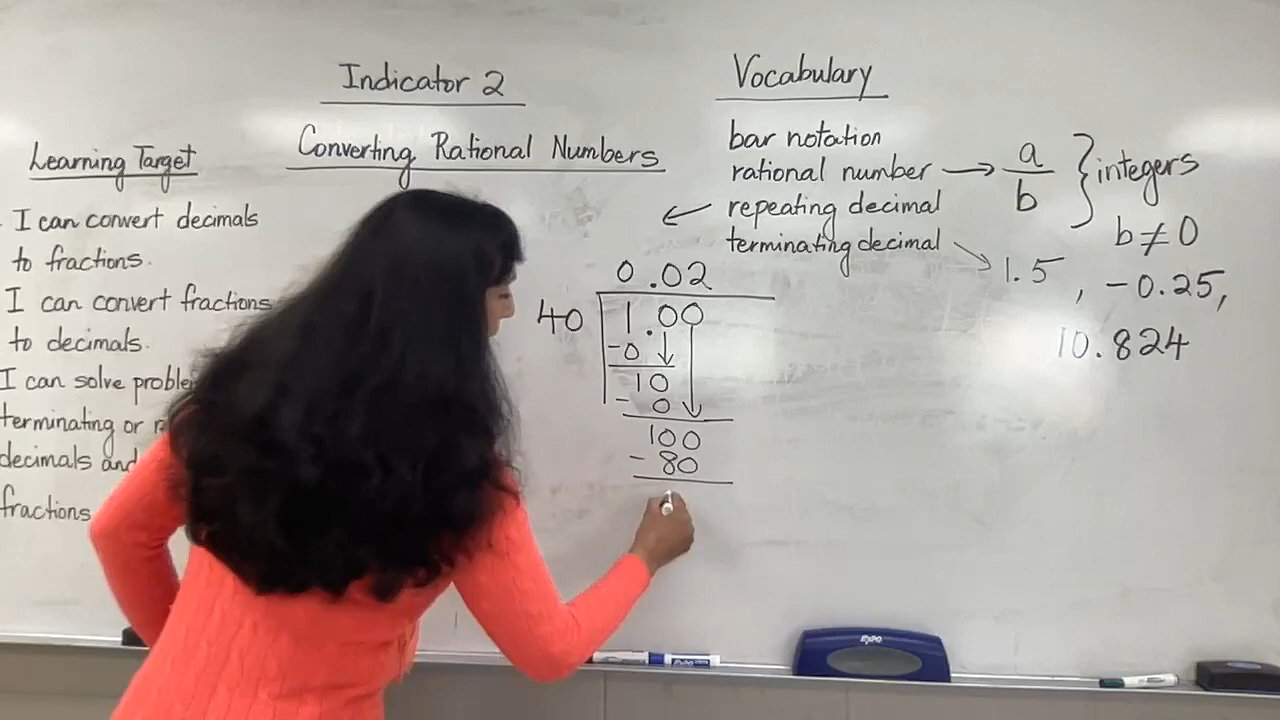 Indicator 2
Converting Rational Numbers
Learning Target
I can convert decimals
to fractions.
I can convert fractions
to decimals.
I can solve
terminating or
decimals and
fractions
Vocabulary
bar notation
rational number → a/b } integers
b ≠ 0
← repeating decimal
terminating decimal → 1.5, -0.25,
10.824
0.02
40 1.00
-0
10
- 0
100
- 80
EXPO
EXPO